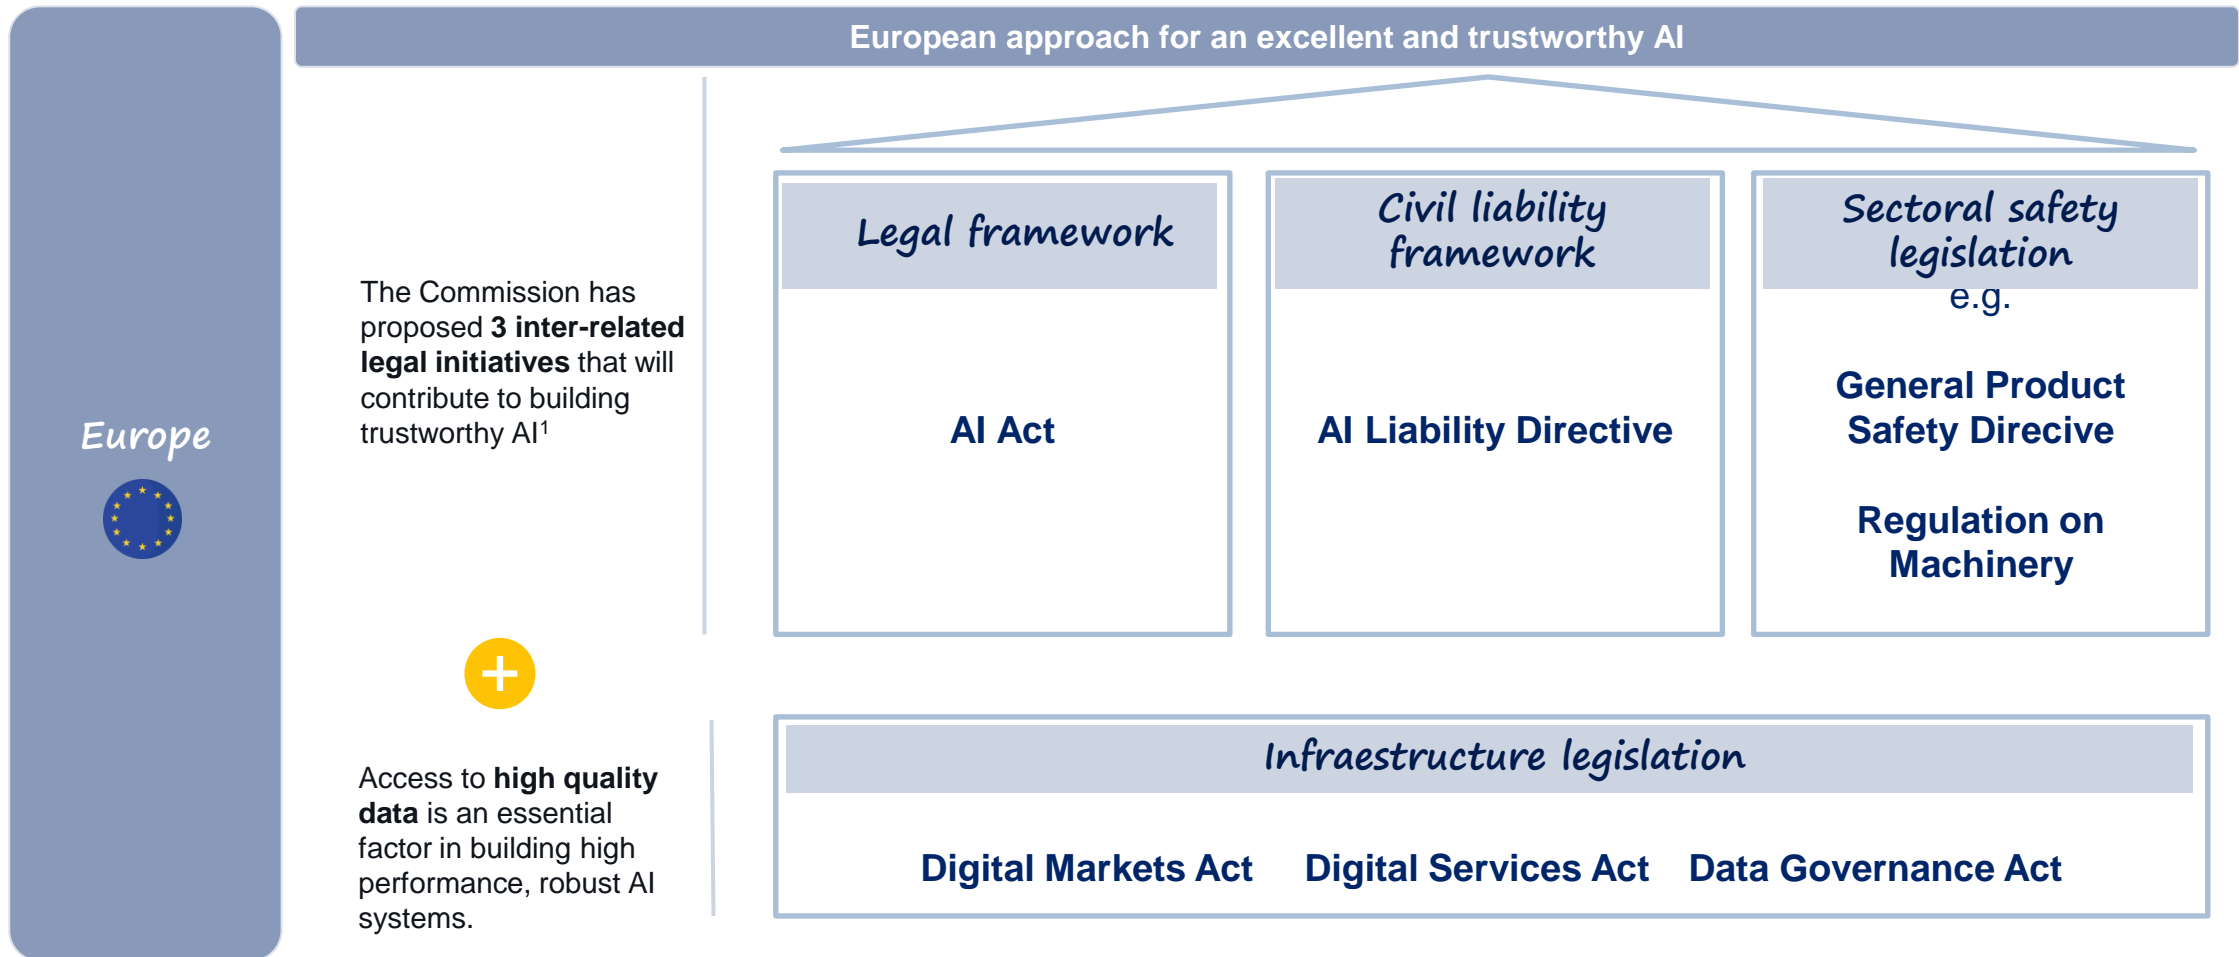 European approach for an excellent and trustworthy AI
Europe
The Commission has
proposed 3 inter-related
legal initiatives that will
contribute to building
trustworthy AI1
Legal framework
AI Act
Civil liability
framework
AI Liability Directive
Sectoral safety
legislation
e.g.
General Product
Safety Direcive
Regulation on
Machinery
Access to high quality
data is an essential
factor in building high
performance, robust AI
systems.
Infraestructure legislation
Digital Markets Act Digital Services Act Data Governance Act